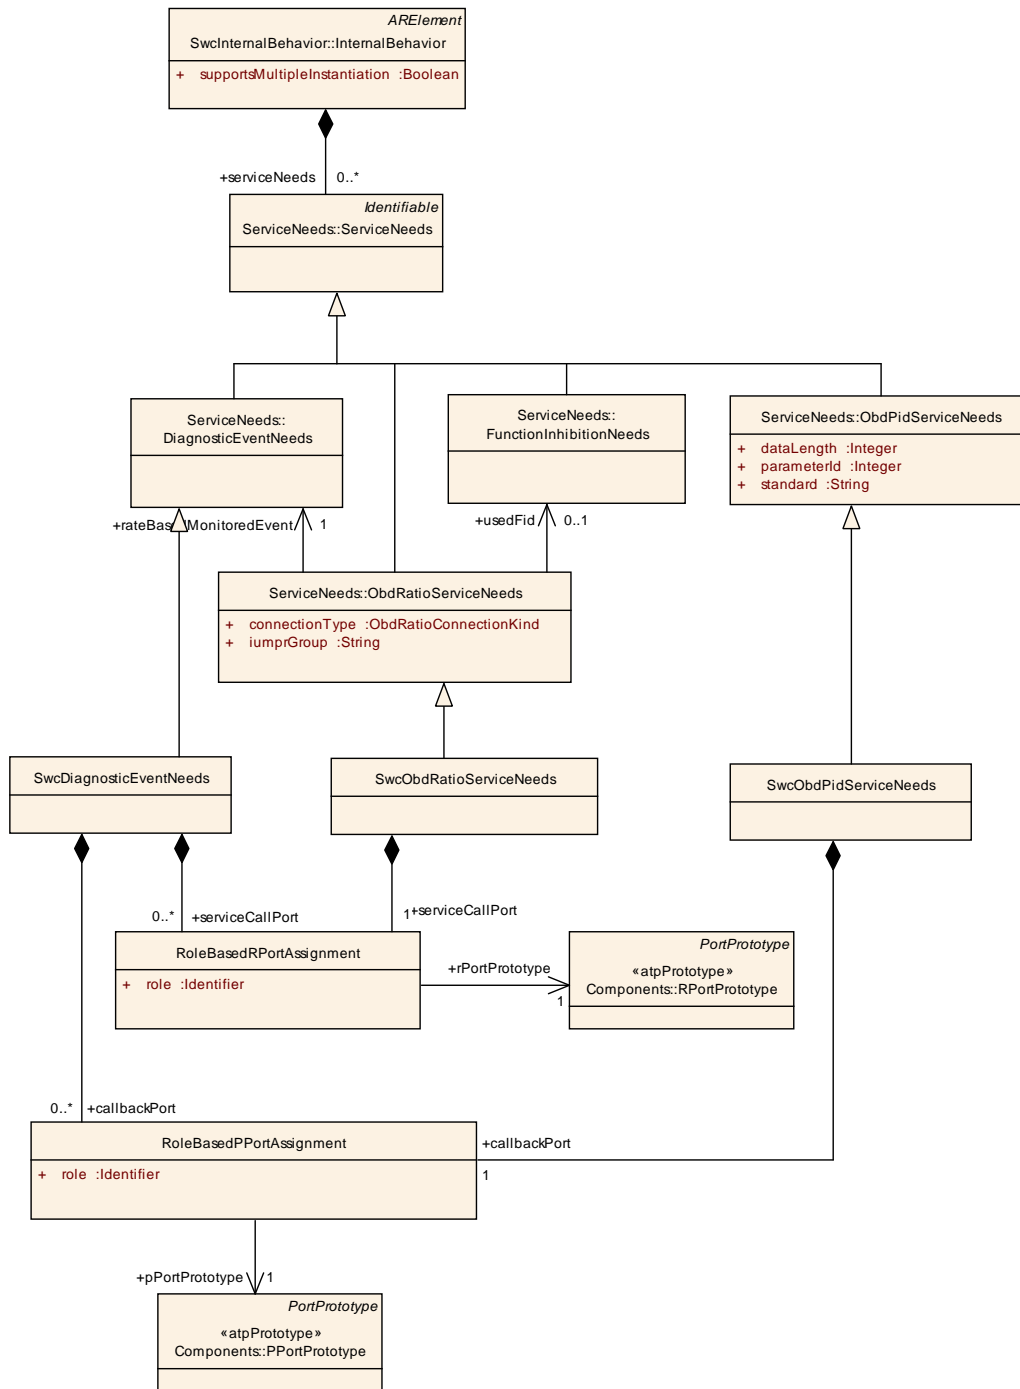 ARElement
SwcInternalBehavior::InternalBehavior
+ supportsMultipleInstantiation :Boolean
+serviceNeeds 0..*
Identifiable
ServiceNeeds::ServiceNeeds
ServiceNeeds::
DiagnosticEventNeeds
ServiceNeeds::
FunctionInhibitionNeeds
ServiceNeeds::ObdPidServiceNeeds
+ dataLength :Integer
+ parameterId :Integer
+ standard :String
+rateBasedMonitoredEvent 1
+usedFid 0..1
ServiceNeeds::ObdRatioServiceNeeds
+ connectionType :ObdRatioConnectionKind
+ iumprGroup :String
SwcDiagnosticEventNeeds
SwcObdRatioServiceNeeds
SwcObdPidServiceNeeds
0..* +serviceCallPort
1 +serviceCallPort
RoleBasedRPortAssignment
+ role :Identifier
+rPortPrototype
1
PortPrototype
«atpPrototype»
Components::RPortPrototype
0..* +callbackPort
RoleBasedPPortAssignment
+ role :Identifier
+callbackPort
1
+pPortPrototype 1
PortPrototype
«atpPrototype»
Components::PPortPrototype